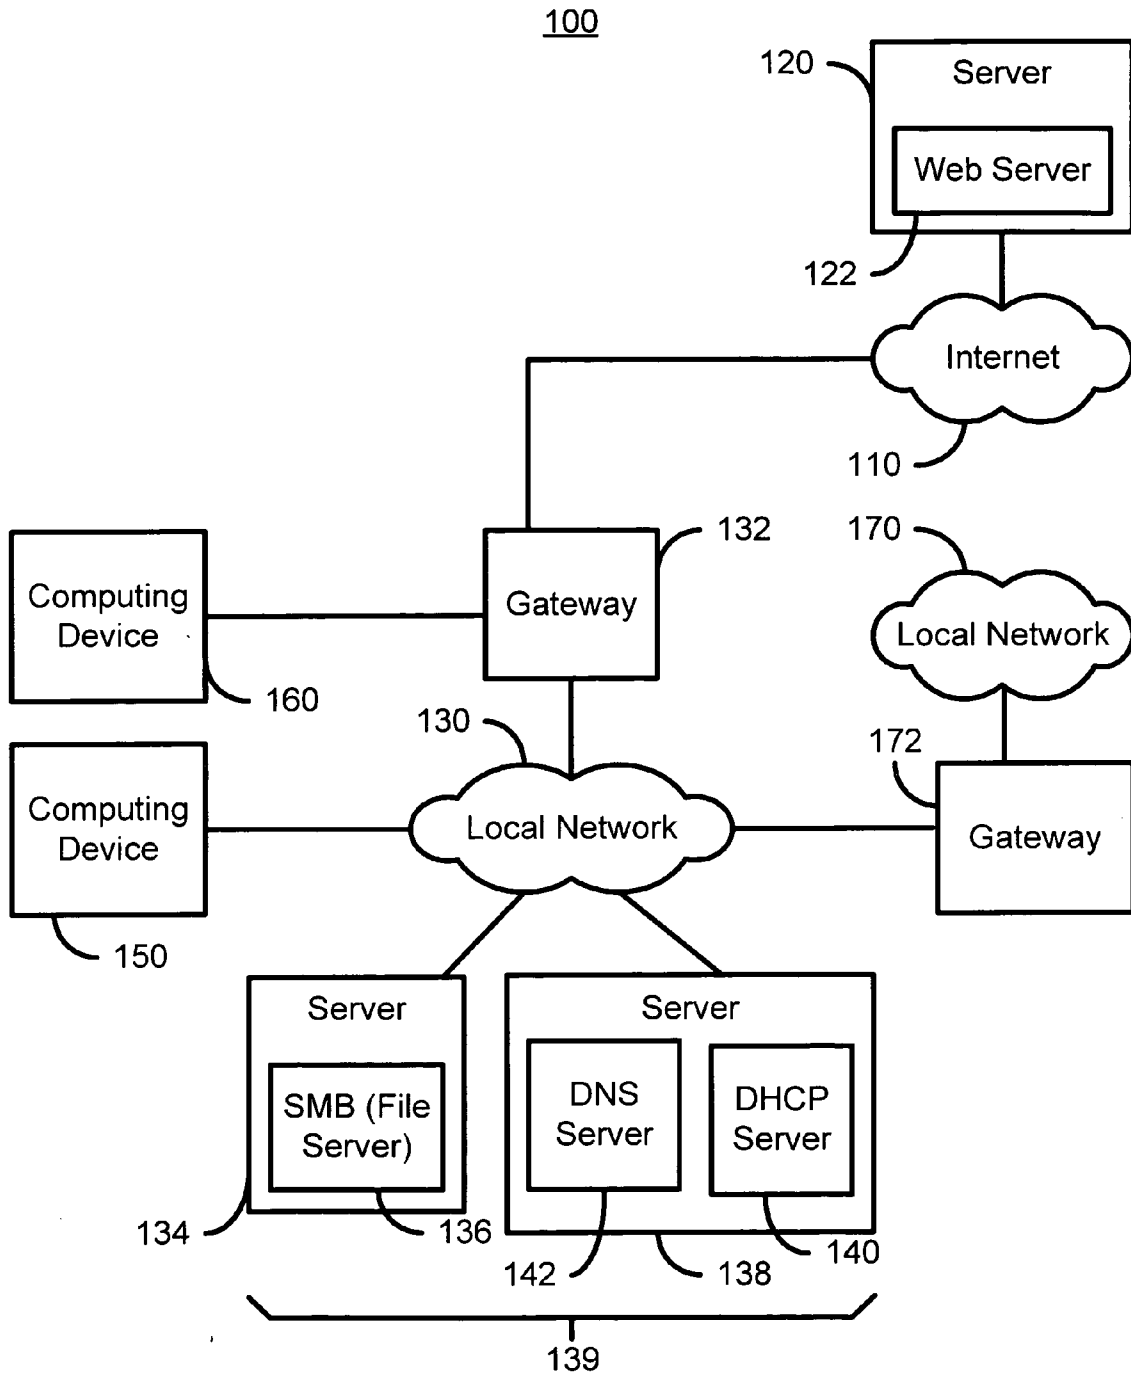 100
120
Server
Web Server
122
Internet
110
132
170
Computing
Device
Gateway
Local Network
160
130
172
Computing
Device
Local Network
Gateway
150
Server
Server
SMB (File
Server)
DNS
Server
DHCP
Server
134
136
142
138
140
139